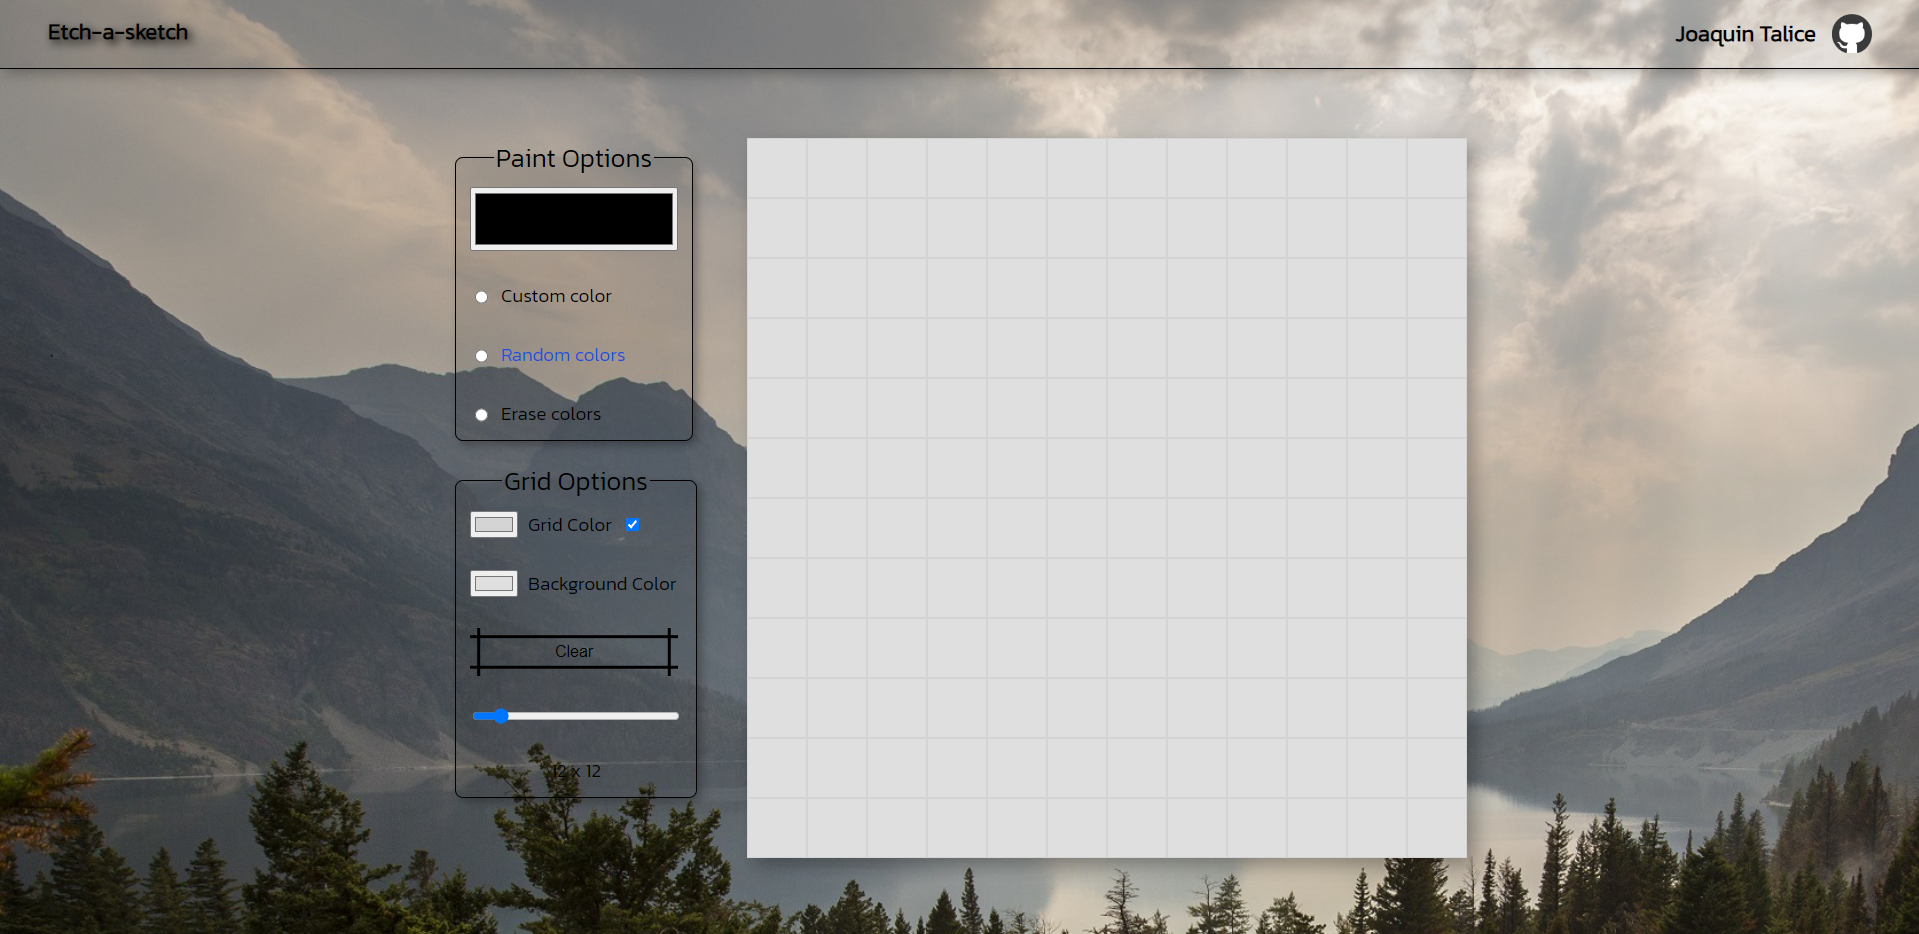 Etch-a-sketch
Joaquin Talice
Paint Options
Custom color
Random colors
Erase colors
Grid Options
Grid Color
Background Color
Clear
12 x 12